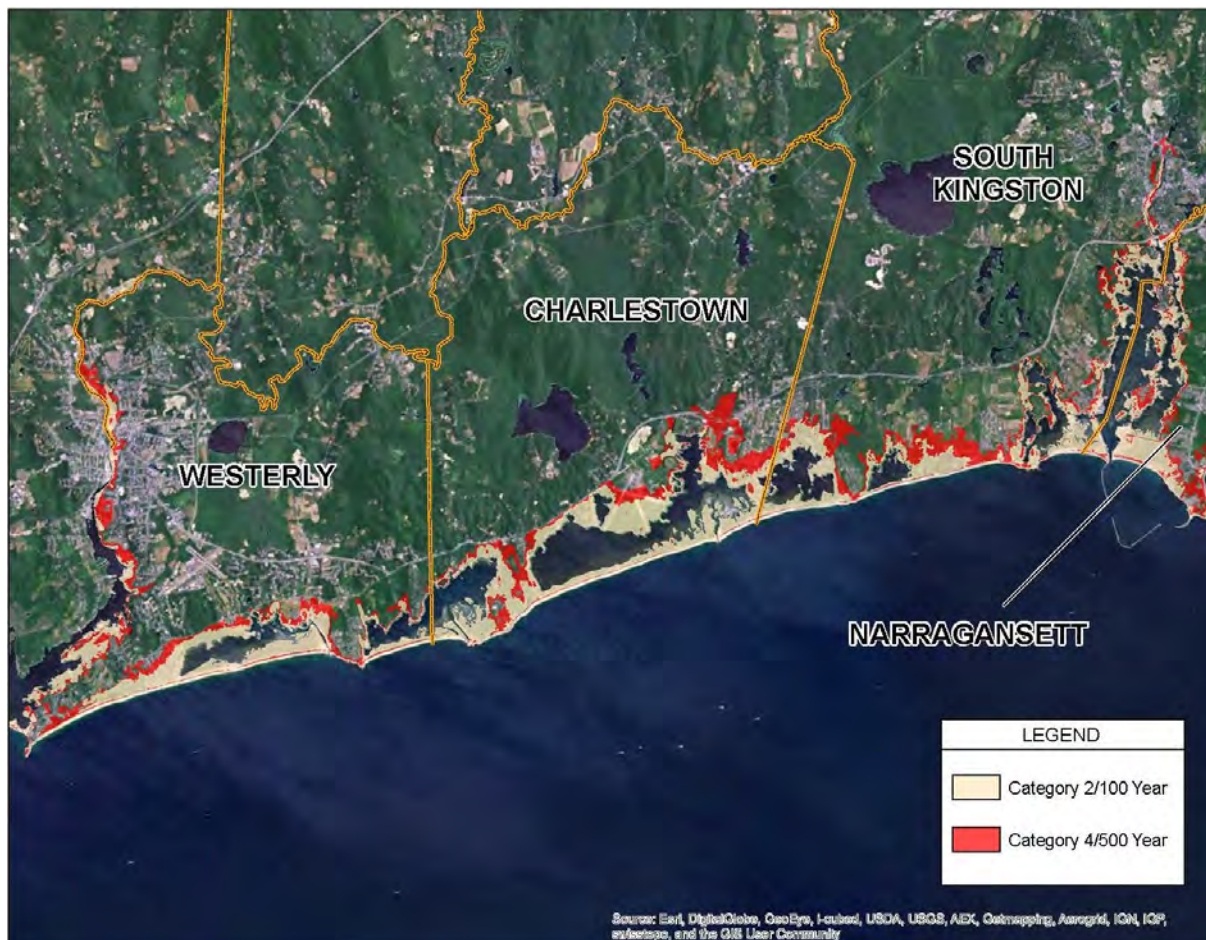 SOUTH
KINGSTON
CHARLESTOWN
WESTERLY
NARRAGANSETT
LEGEND
Category 2/100 Year
Category 4/500 Year
Source: Esri, DigitalGlobe, GeoEye, i-cubed, USDA, USGS, AEX, Getmapping, Aerogrid, IGN, IGP,
swisstopo, and the GIS User Community